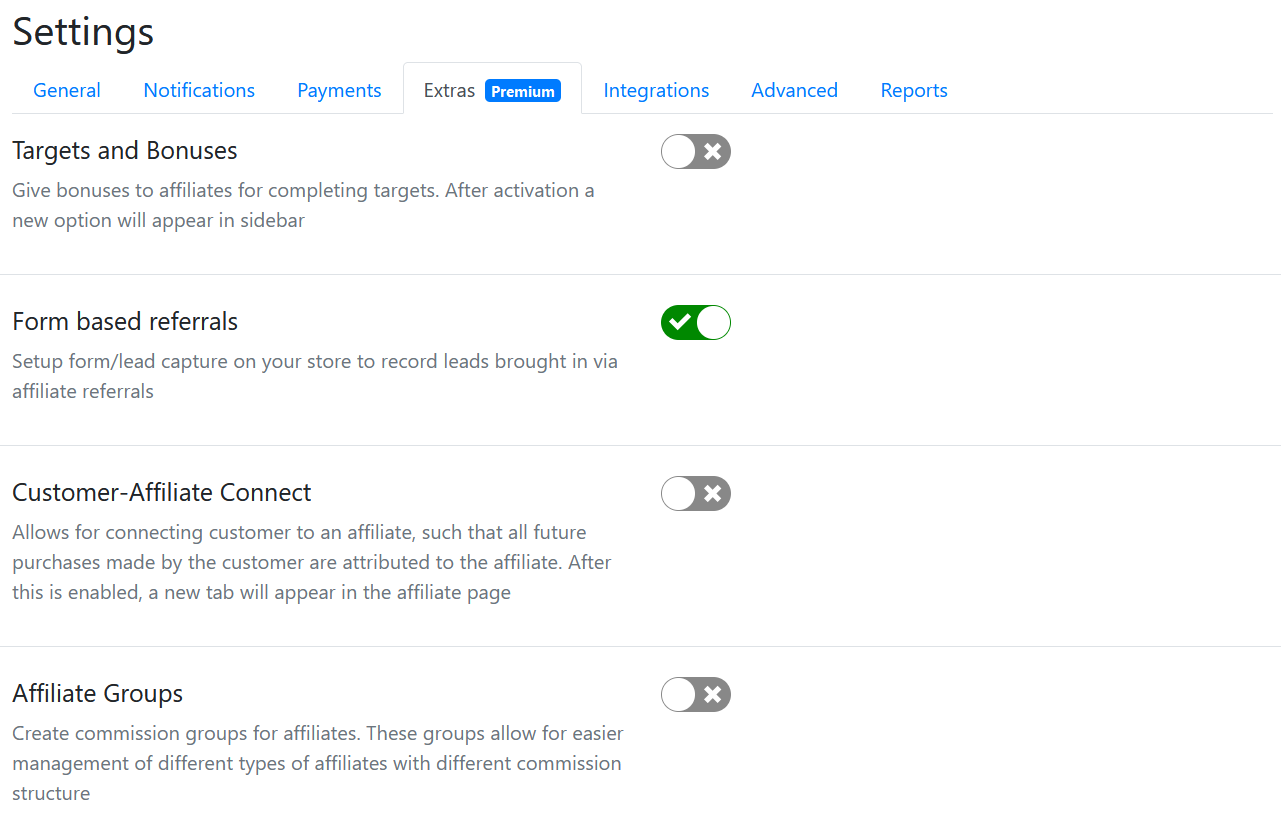 Settings
General Notifications Payments Extras Premium Integrations Advanced Reports
Targets and Bonuses
Give bonuses to affiliates for completing targets. After activation a
new option will appear in sidebar
Form based referrals
Setup form/lead capture on your store to record leads brought in via
affiliate referrals
Customer-Affiliate Connect
Allows for connecting customer to an affiliate, such that all future
purchases made by the customer are attributed to the affiliate. After
this is enabled, a new tab will appear in the affiliate page
Affiliate Groups
Create commission groups for affiliates. These groups allow for easier
management of different types of affiliates with different commission
structure